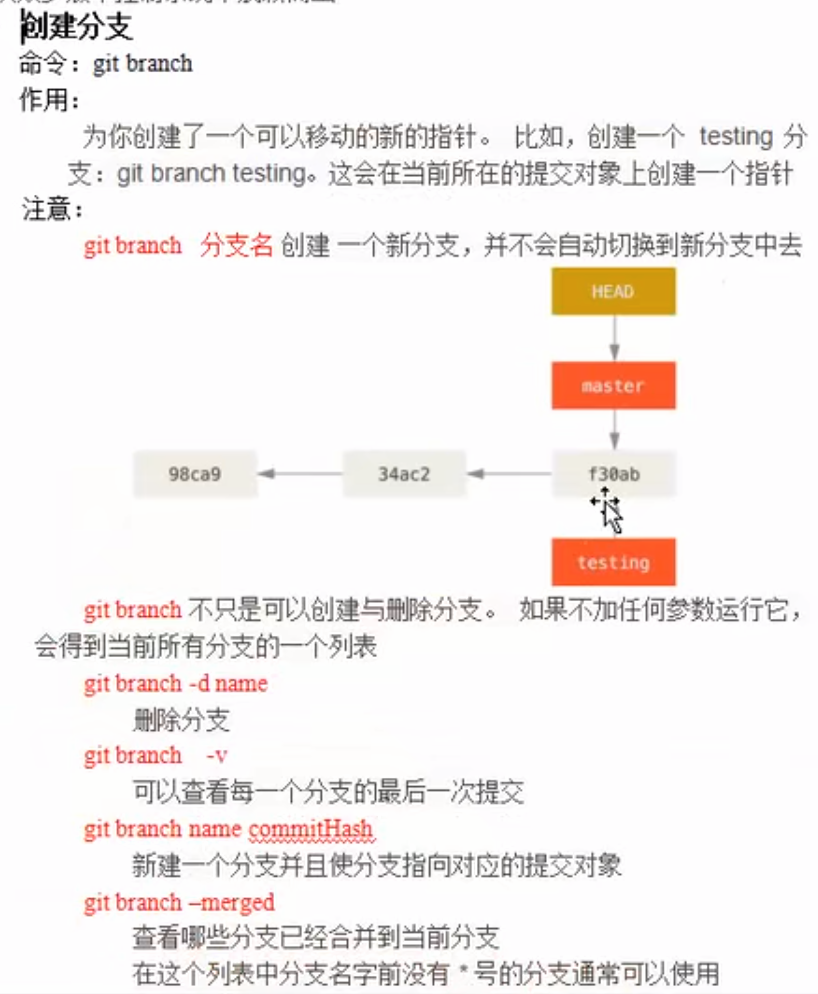 创建分支
命令：git branch
作用：
为你创建了一个可以移动的新的指针。 比如，创建一个 testing 分
支：git branch testing。这会在当前所在的提交对象上创建一个指针
注意：
git branch 分支名 创建 一个新分支，并不会自动切换到新分支中去
HEAD
master
98ca9 34ac2 f30ab
testing
git branch 不只是可以创建与删除分支。 如果不加任何参数运行它，
会得到当前所有分支的一个列表
git branch -d name
删除分支
git branch -v
可以查看每一个分支的最后一次提交
git branch name commitHash
新建一个分支并且使分支指向对应的提交对象
git branch –merged
查看哪些分支已经合并到当前分支
在这个列表中分支名字前没有 * 号的分支通常可以使用